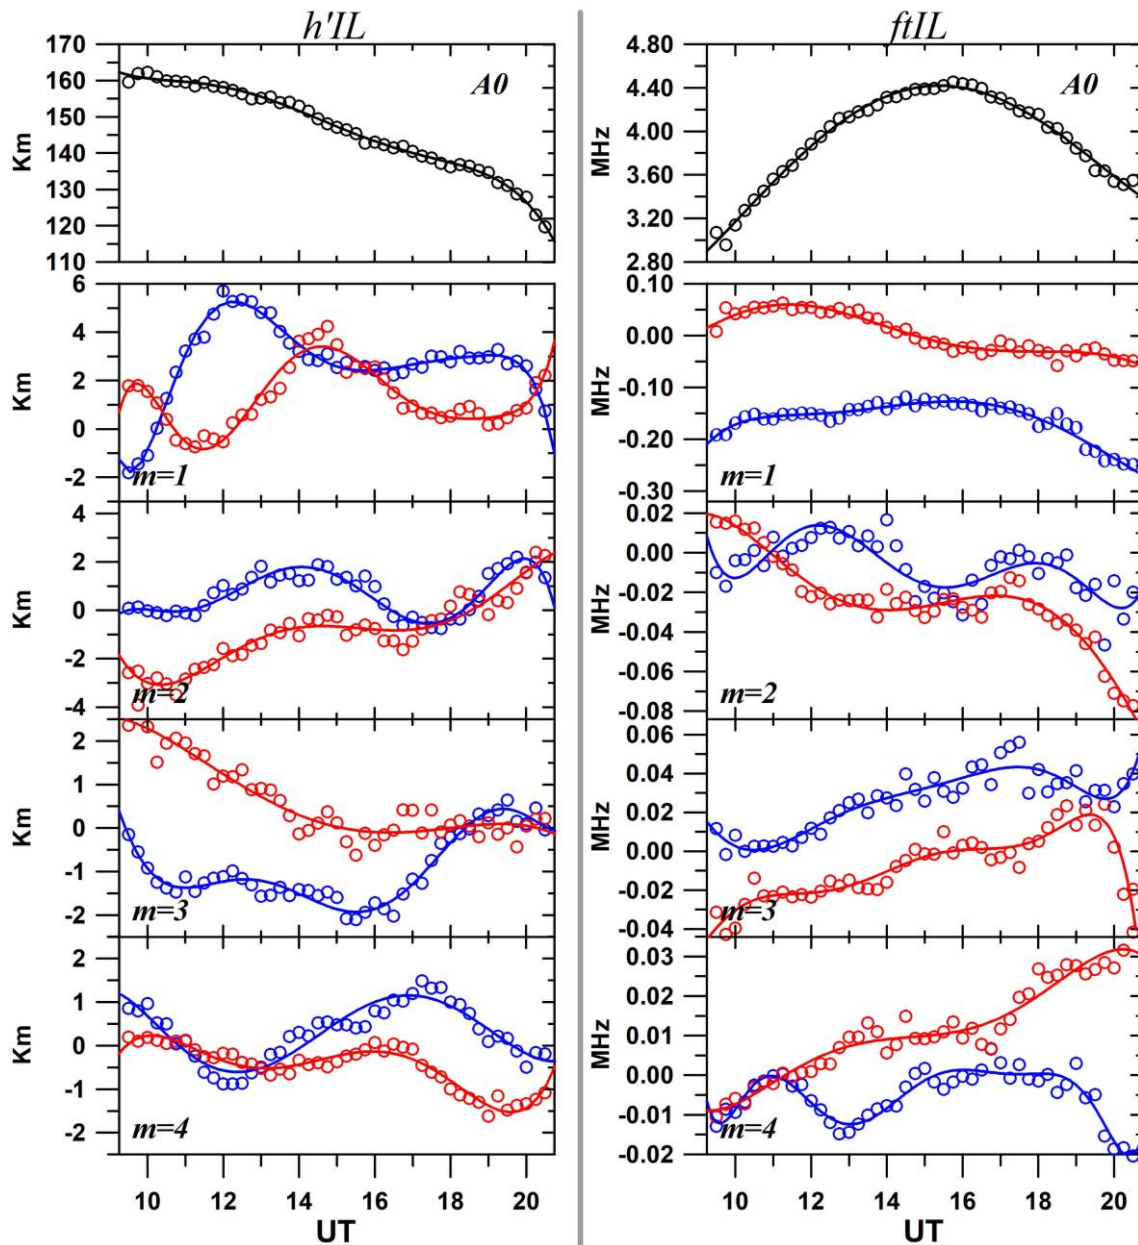 h'IL
ftIL
170
160
150
140
130
120
110
Km
A0
4.80
4.40
4.00
3.60
3.20
2.80
MHz
A0
6
4
2
0
-2
Km
m=1
0.10
0.00
-0.10
-0.20
-0.30
MHz
m=1
4
2
0
-2
-4
Km
m=2
0.02
0.00
-0.02
-0.04
-0.06
-0.08
MHz
m=2
2
1
0
-1
-2
Km
m=3
0.06
0.04
0.02
0.00
-0.02
-0.04
MHz
m=3
2
1
0
-1
-2
Km
m=4
0.03
0.02
0.01
0.00
-0.01
-0.02
MHz
m=4
10 12 14 16 18 20
UT
10 12 14 16 18 20
UT